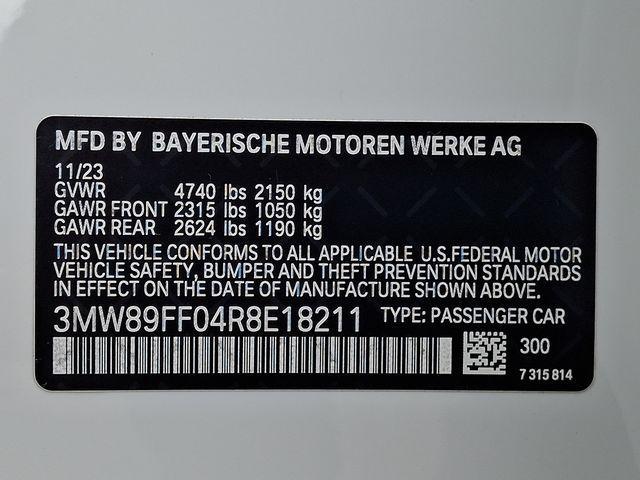 MFD BY BAYERISCHE MOTOREN WERKE AG
11/23
GVWR 4740 lbs 2150 kg
GAWR FRONT 2315 lbs 1050 kg
GAWR REAR 2624 lbs 1190 kg
THIS VEHICLE CONFORMS TO ALL APPLICABLE U.S.FEDERAL MOTOR
VEHICLE SAFETY, BUMPER AND THEFT PREVENTION STANDARDS
IN EFFECT ON THE DATE OF MANUFACTURE SHOWN ABOVE.
3MW89FF04R8E18211 TYPE: PASSENGER CAR
300
7 315 814